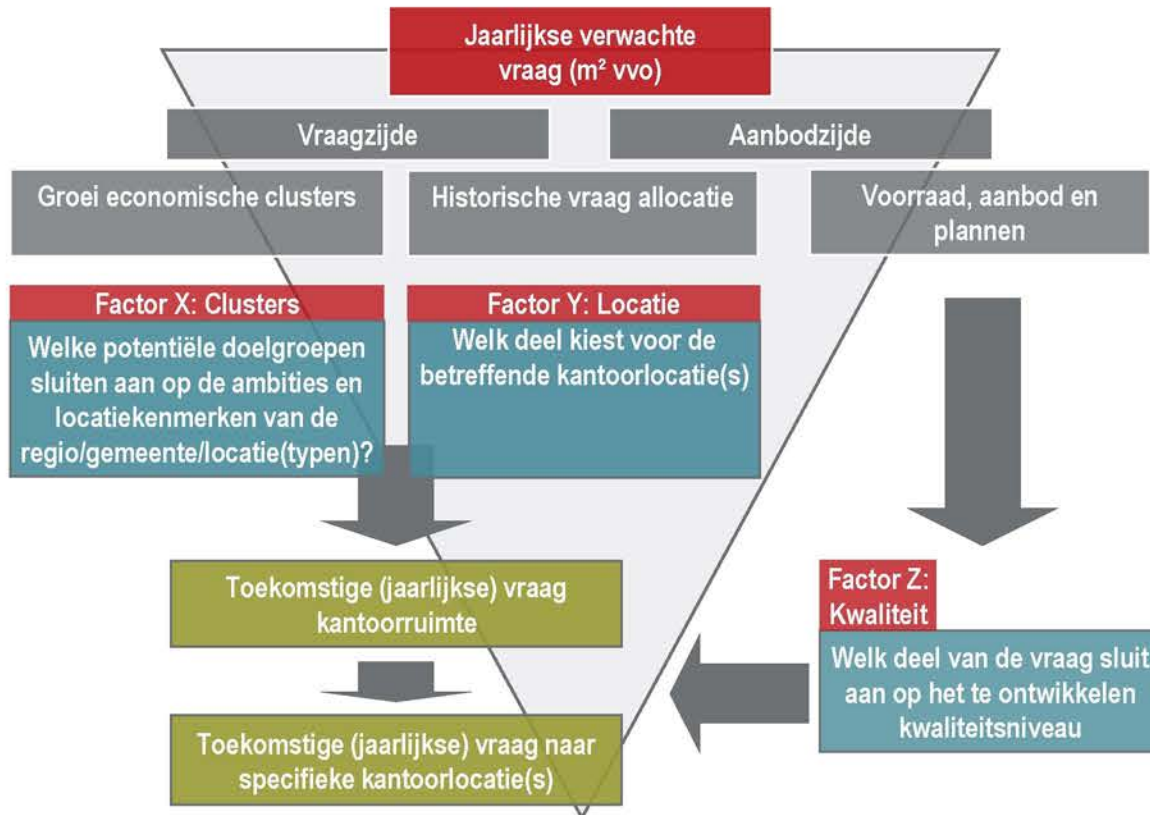 Jaarlijkse verwachte
vraag (m² vvo)
Vraagzijde
Aanbodzijde
Groei economische clusters
Historische vraag allocatie
Voorraad, aanbod en
plannen
Factor X: Clusters
Welke potentiële doelgroepen
sluiten aan op de ambities en
locatiekenmerken van de
regio/gemeente/locatie(typen)?
Factor Y: Locatie
Welk deel kiest voor de
betreffende kantoorlocatie(s)
Toekomstige (jaarlijkse) vraag
kantoorruimte
Factor Z:
Kwaliteit
Welk deel van de vraag sluit
aan op het te ontwikkelen
kwaliteitsniveau
Toekomstige (jaarlijkse) vraag naar
specifieke kantoorlocatie(s)